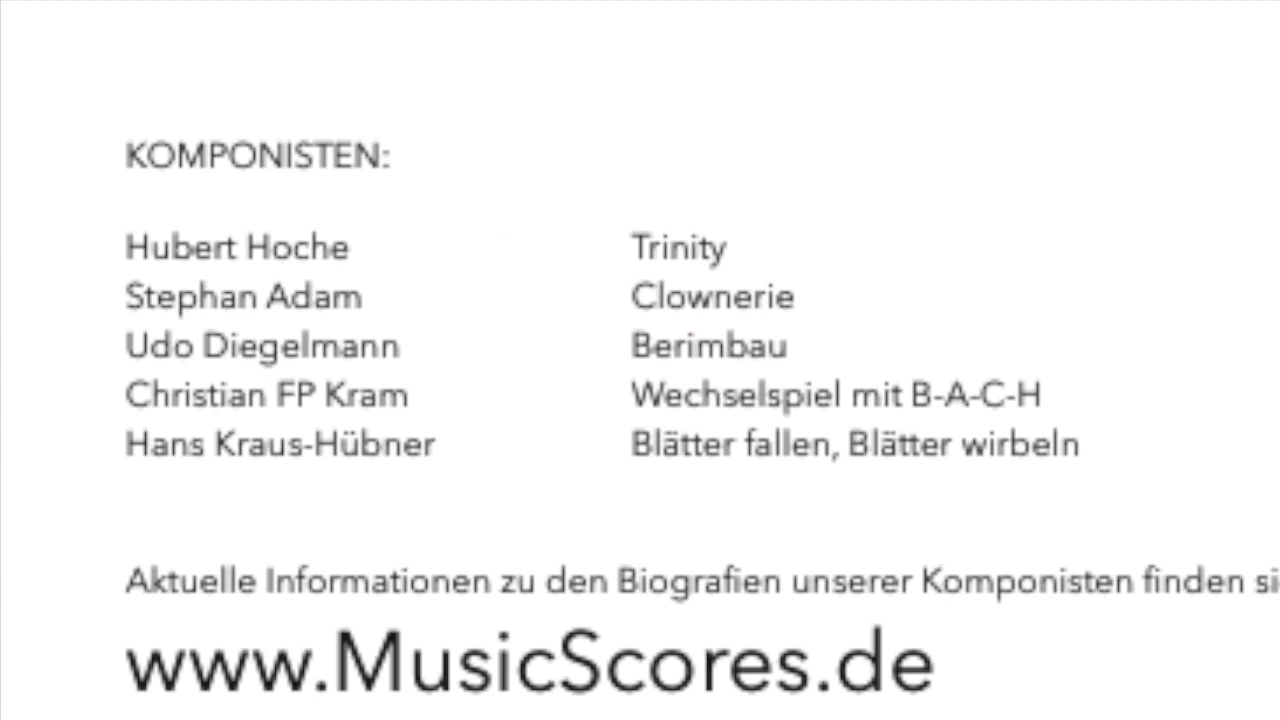 KOMPONISTEN:
Hubert Hoche Trinity
Stephan Adam Clownerie
Udo Diegelmann Berimbau
Christian FP Kram Wechselspiel mit B-A-C-H
Hans Kraus-Hübner Blätter fallen, Blätter wirbeln
Aktuelle Informationen zu den Biografien unserer Komponisten finden si
www.MusicScores.de